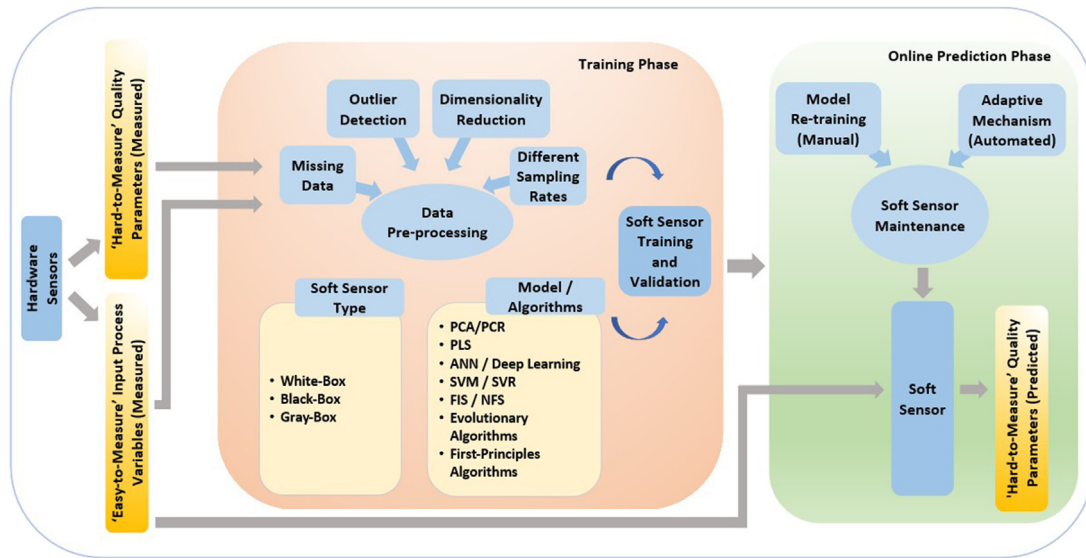 Hardware
Sensors
'Hard-to-Measure' Quality
Parameters (Measured)
'Easy-to-Measure' Input Process
Variables (Measured)
Training Phase
Outlier
Detection
Dimensionality
Reduction
Missing
Data
Different
Sampling
Rates
Data
Pre-processing
Soft Sensor
Type
• White-Box
• Black-Box
• Gray-Box
Model /
Algorithms
• PCA/PCR
• PLS
• ANN / Deep Learning
• SVM / SVR
• FIS / NFS
• Evolutionary
Algorithms
• First-Principles
Algorithms
Soft Sensor
Training
and
Validation
Online Prediction Phase
Model
Re-training
(Manual)
Adaptive
Mechanism
(Automated)
Soft Sensor
Maintenance
Soft
Sensor
'Hard-to-Measure' Quality
Parameters (Predicted)